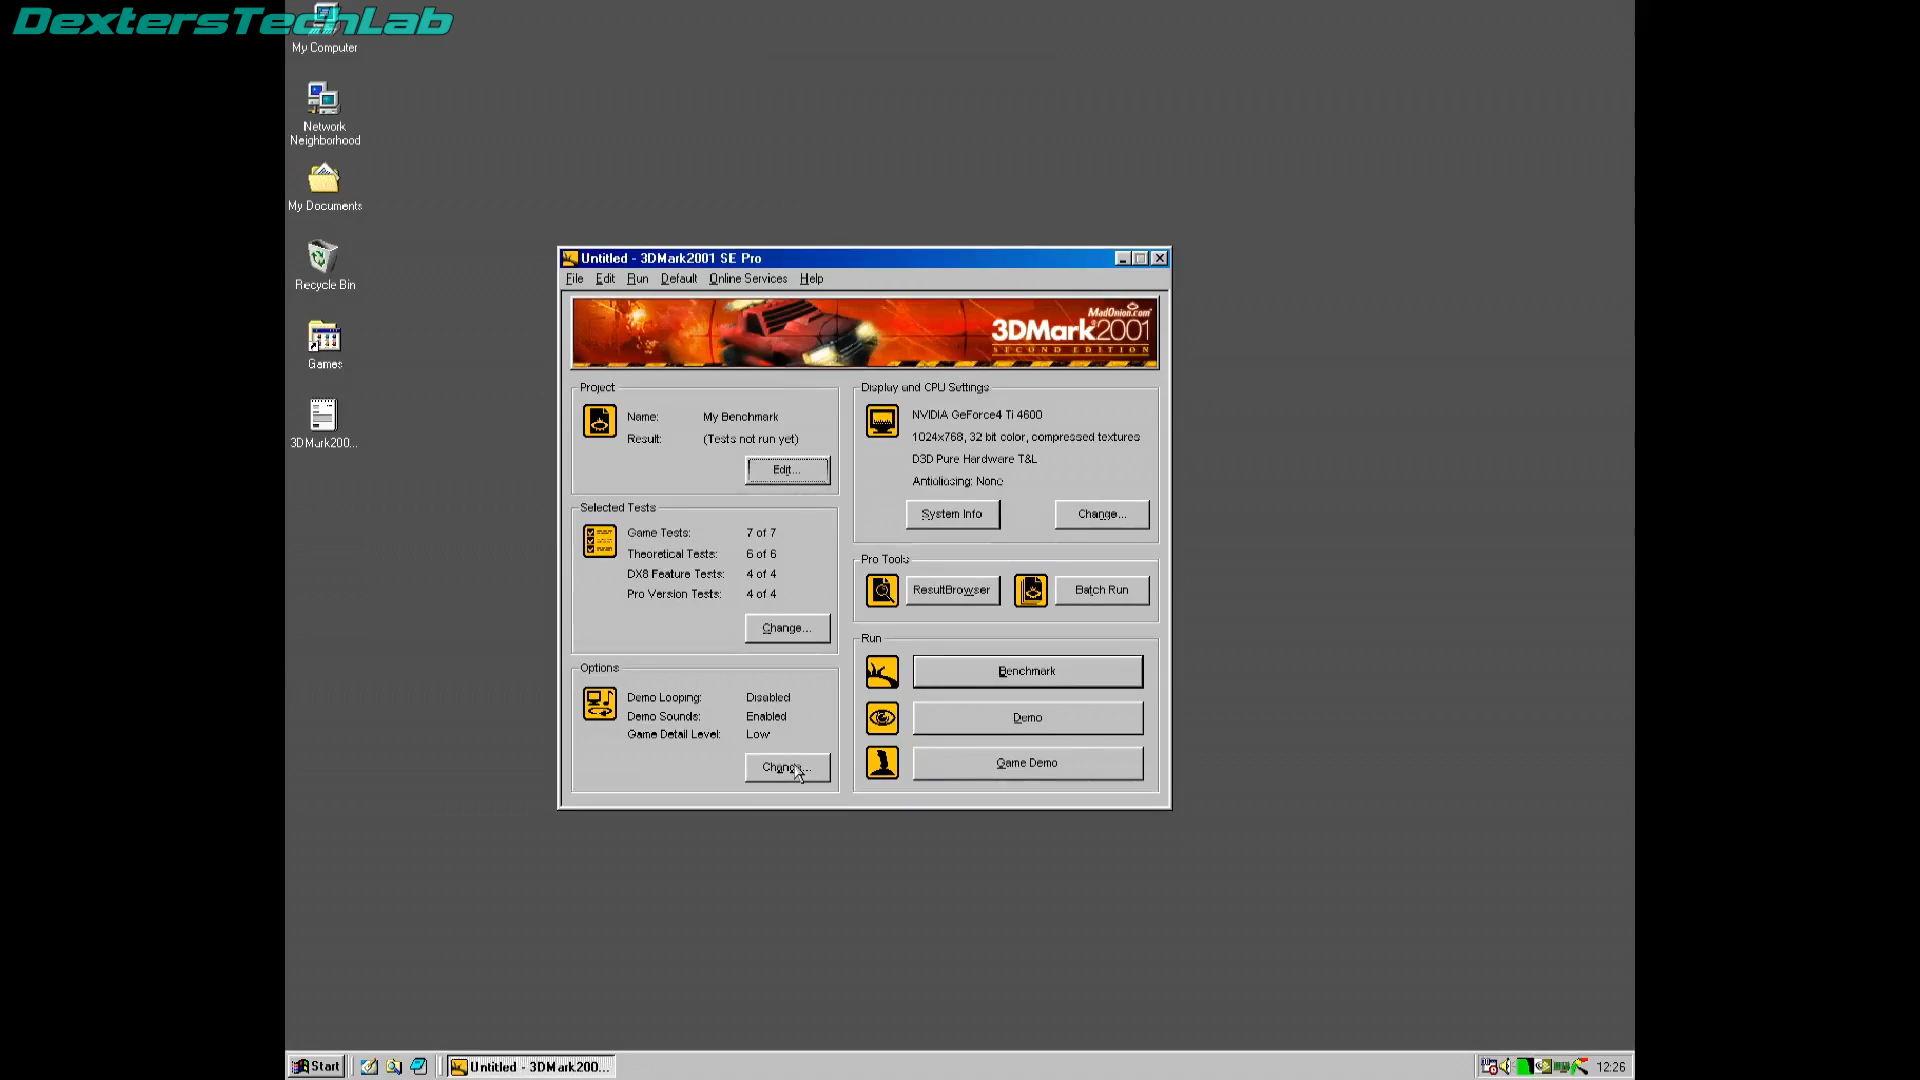 DextersTechLab
My Computer
Network
Neighborhood
My Documents
Recycle Bin
Games
3DMark200...
Untitled - 3DMark2001 SE Pro
File Edit Run Default Online Services Help
MadOnion.com
3DMark2001
SECOND EDITION
Project
Name: My Benchmark
Result: (Tests not run yet)
Edit...
Selected Tests
Game Tests: 7 of 7
Theoretical Tests: 6 of 6
DX8 Feature Tests: 4 of 4
Pro Version Tests: 4 of 4
Change...
Options
Demo Looping: Disabled
Demo Sounds: Enabled
Game Detail Level: Low
Change...
Display and CPU Settings
NVIDIA GeForce4 Ti 4600
1024x768, 32 bit color, compressed textures
D3D Pure Hardware T&L
Antialiasing: None
System Info Change...
Pro Tools
ResultBrowser Batch Run
Run
Benchmark
Demo
Game Demo
Start Untitled - 3DMark200... 12:26